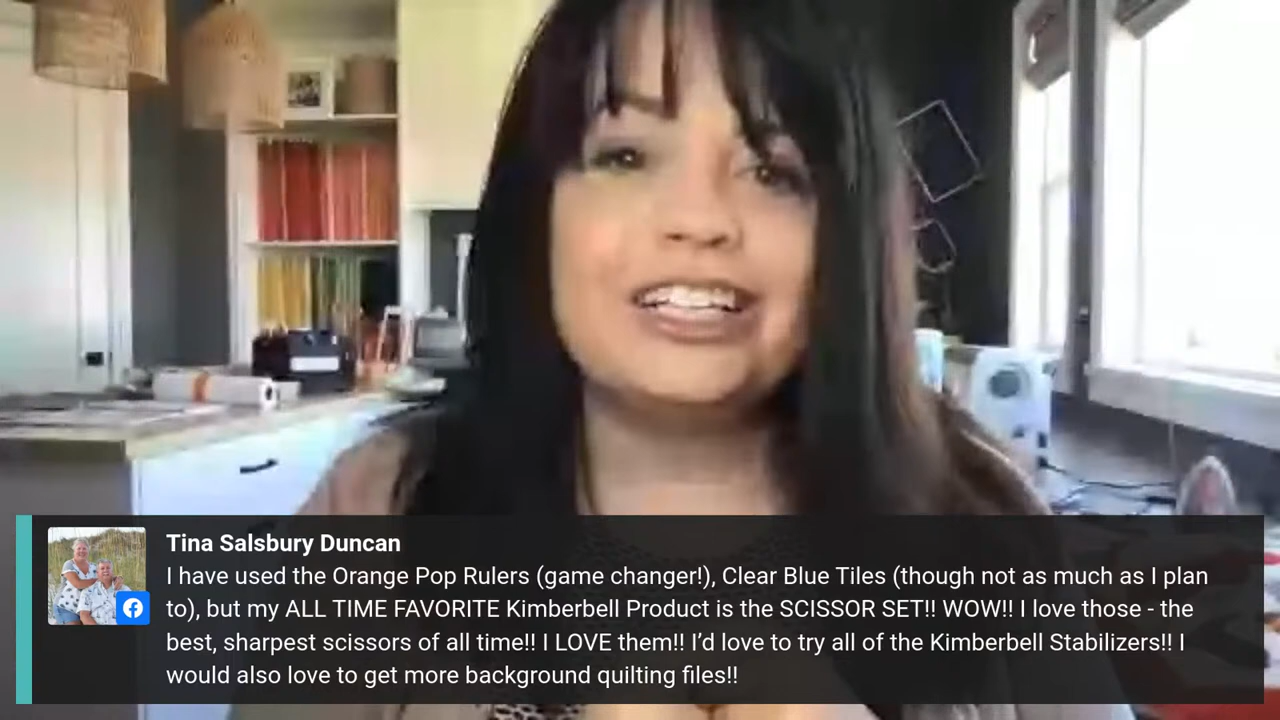 Tina Salsbury Duncan
I have used the Orange Pop Rulers (game changer!), Clear Blue Tiles (though not as much as I plan
to), but my ALL TIME FAVORITE Kimberbell Product is the SCISSOR SET!! WOW!! I love those - the
best, sharpest scissors of all time!! I LOVE them!! I’d love to try all of the Kimberbell Stabilizers!! I
would also love to get more background quilting files!!